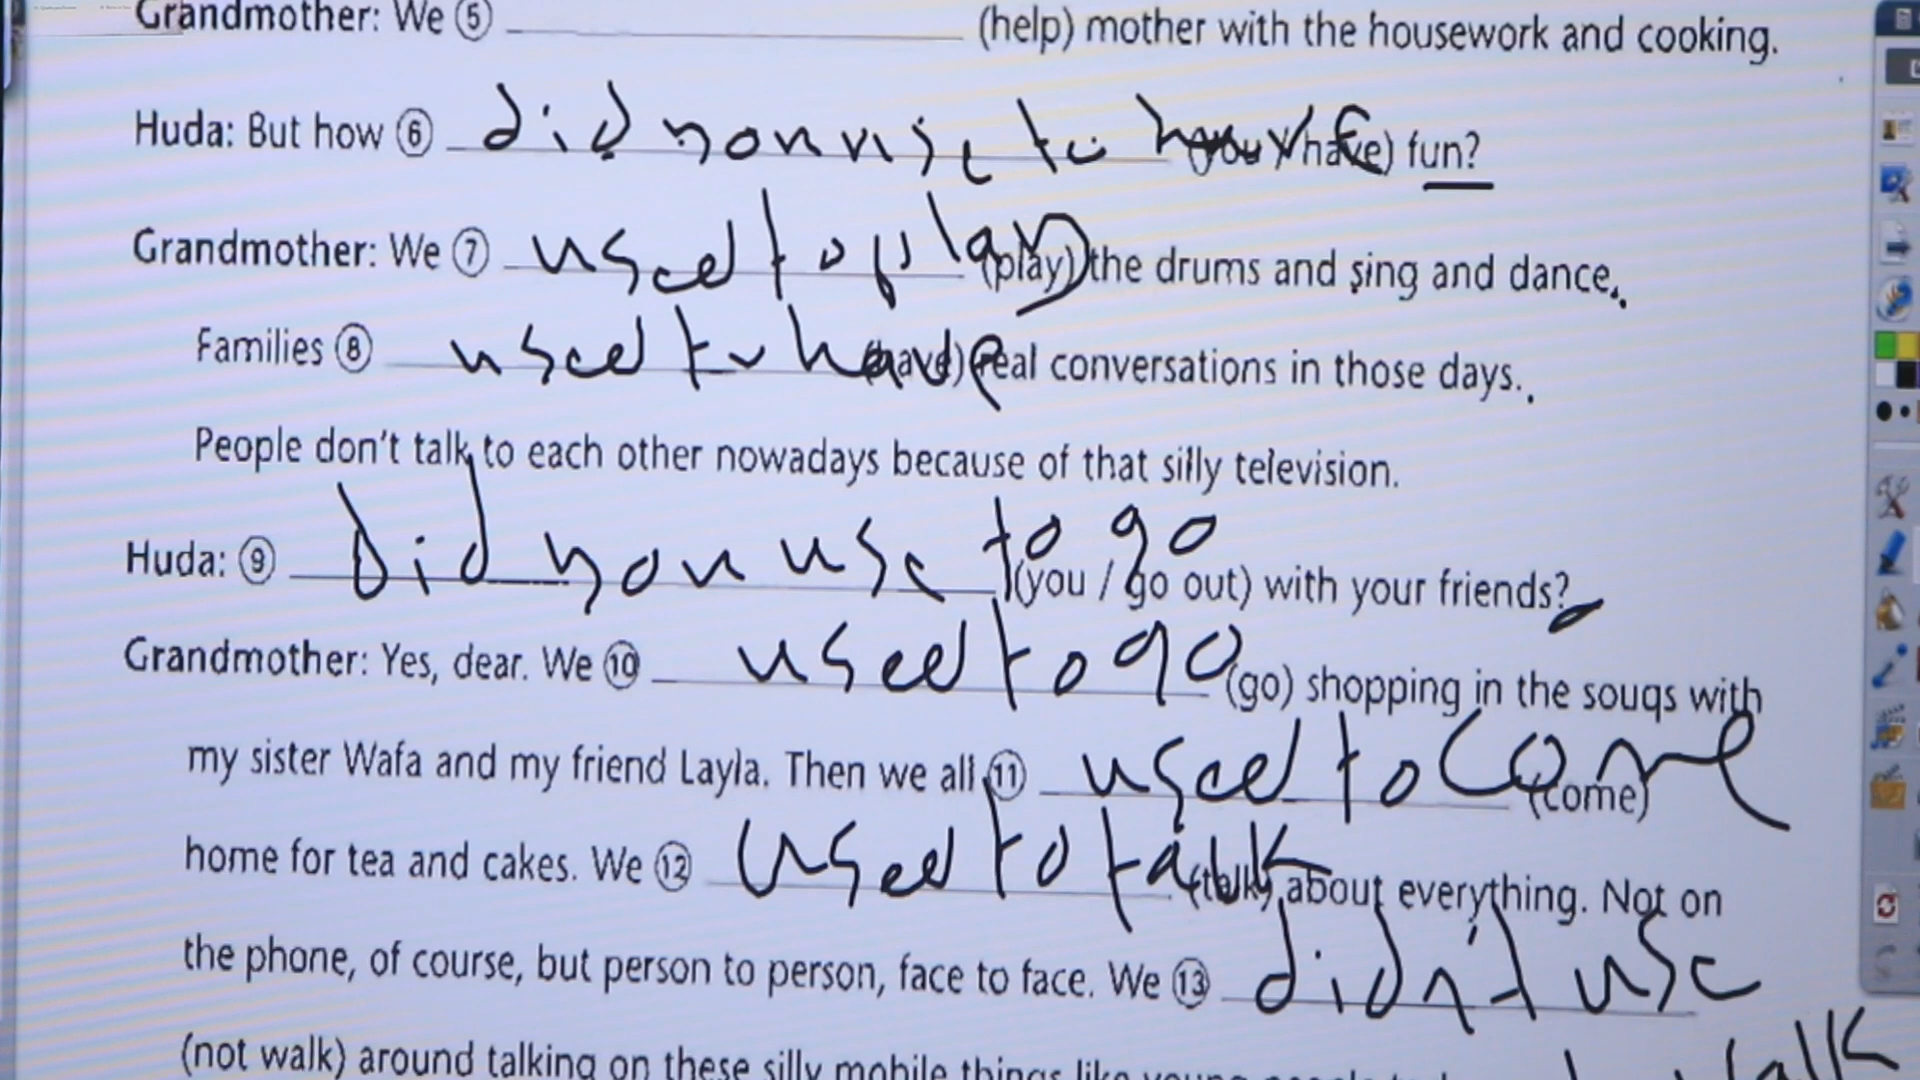 Grandmother: We ⑤ (help) mother with the housework and cooking.
Huda: But how ⑥ did you use to have (you / have) fun?
Grandmother: We ⑦ used to play (play) the drums and sing and dance.
Families ⑧ used to have (have) real conversations in those days.
People don't talk to each other nowadays because of that silly television.
Huda: ⑨ Did you use to go (you / go out) with your friends?
Grandmother: Yes, dear. We ⑩ used to go (go) shopping in the souqs with
my sister Wafa and my friend Layla. Then we all ⑪ used to come (come)
home for tea and cakes. We ⑫ used to talk (talk) about everything. Not on
the phone, of course, but person to person, face to face. We ⑬ didn't use
(not walk) around talking on these silly mobile things like young people walk